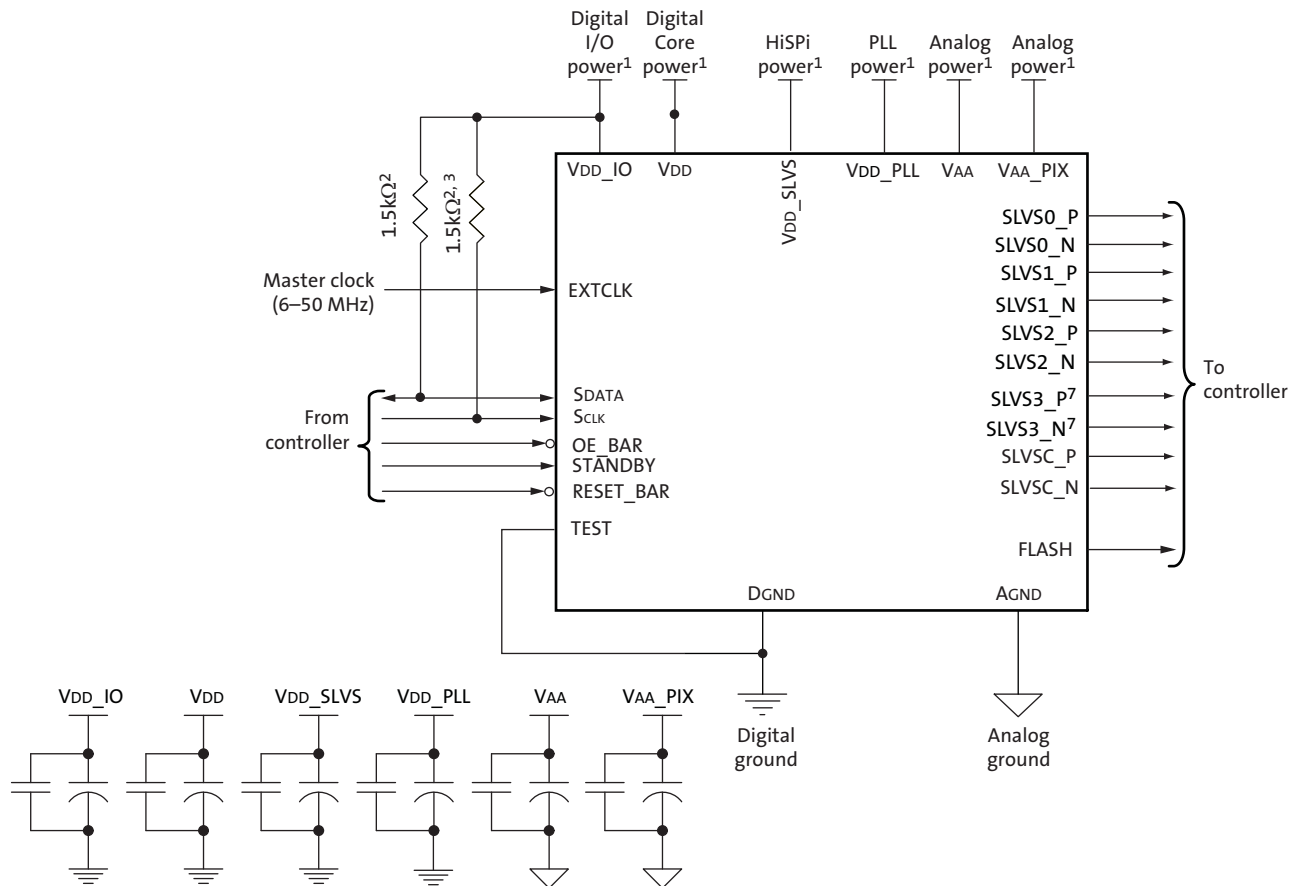 Digital
I/O
power1
Digital
Core
power1
HiSPi
power1
PLL
power1
Analog
power1
Analog
power1
VDD_IO
VDD
VDD_SLVS
VDD_PLL
VAA
VAA_PIX
1.5kΩ2
1.5kΩ2, 3
Master clock
(6–50 MHz)
EXTCLK
From
controller
SDATA
SCLK
OE_BAR
STANDBY
RESET_BAR
TEST
SLVS0_P
SLVS0_N
SLVS1_P
SLVS1_N
SLVS2_P
SLVS2_N
SLVS3_P7
SLVS3_N7
SLVSC_P
SLVSC_N
FLASH
To
controller
DGND
AGND
Digital
ground
Analog
ground
VDD_IO
VDD
VDD_SLVS
VDD_PLL
VAA
VAA_PIX